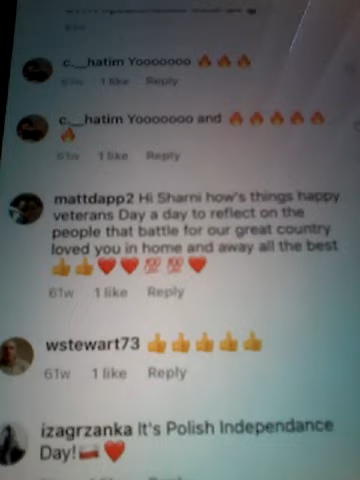 c.__hatim Yooooooo 🔥🔥🔥
61w 1 like Reply
c.__hatim Yooooooo and 🔥🔥🔥🔥🔥
🔥
61w 1 like Reply
mattdapp2 Hi Sharni how's things happy
veterans Day a day to reflect on the
people that battle for our great country
loved you in home and away all the best
👍👍❤️❤️💯💯❤️
61w 1 like Reply
wstewart73 👍👍👍👍👍
61w 1 like Reply
izagrzanka It's Polish Independance
Day!🇵🇱❤️